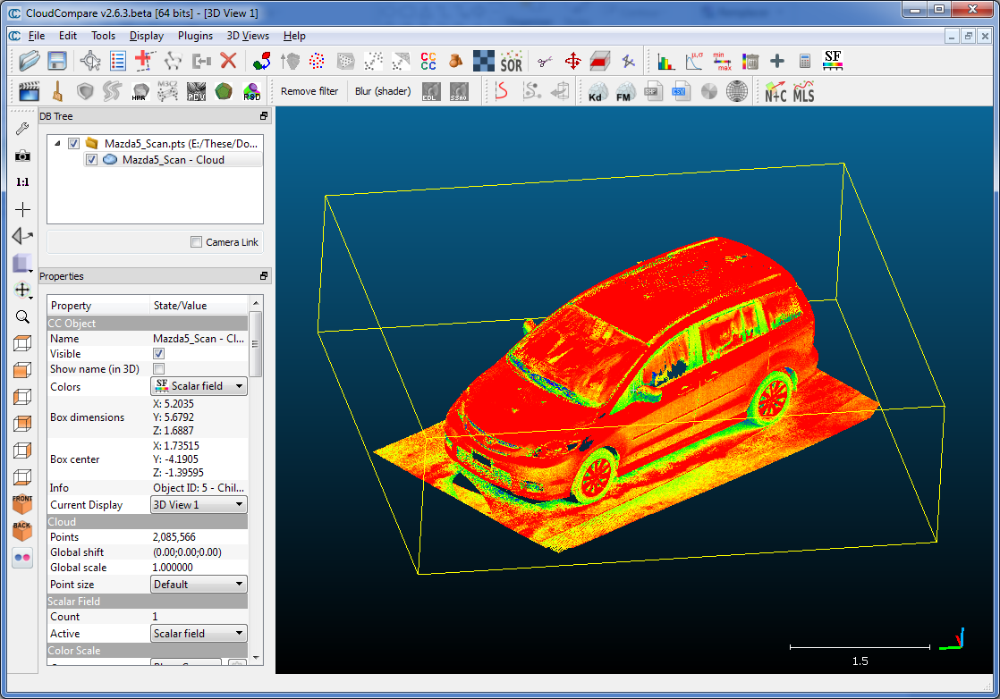 CloudCompare v2.6.3.beta [64 bits] - [3D View 1]
File Edit Tools Display Plugins 3D Views Help
CC
CC
SOR
μ,σ
min
max
SF
HPR
M3C2
PCV
RSD
Remove filter
Blur (shader)
EDL
SSAO
Kd
FM
SHP
CSV
N+C
MLS
DB Tree
Mazda5_Scan.pts (E:/These/Do...
Mazda5_Scan - Cloud
1:1
Camera Link
Properties
Property State/Value
CC Object
Name Mazda5_Scan - Cl...
Visible
Show name (in 3D)
Colors SF Scalar field
Box dimensions
X: 5.2035
Y: 5.6792
Z: 1.6887
Box center
X: 1.73515
Y: -4.1905
Z: -1.39595
Info Object ID: 5 - Chil...
Current Display 3D View 1
Cloud
Points 2,085,566
Global shift (0.00;0.00;0.00)
Global scale 1.000000
Point size Default
Scalar Field
Count 1
Active Scalar field
Color Scale
FRONT
BACK
1.5